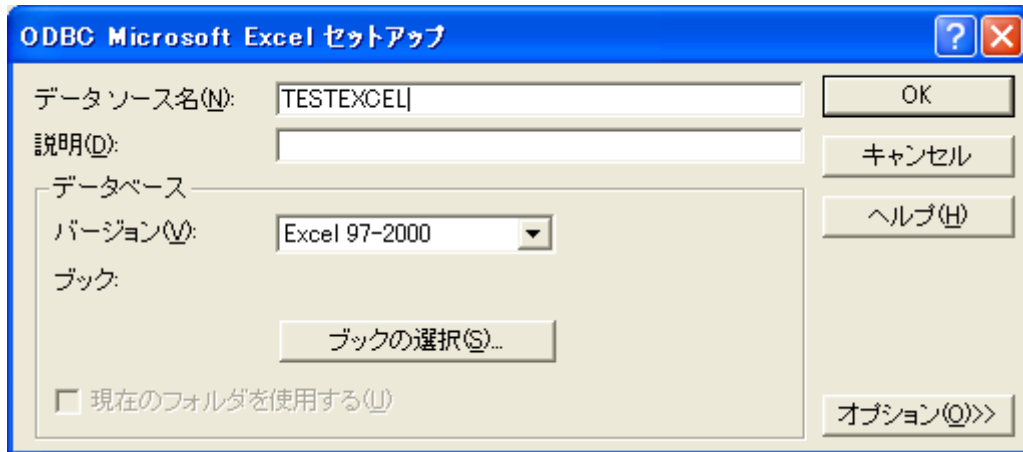 ODBC Microsoft Excel セットアップ
データ ソース名(N): TESTEXCEL OK
説明(D): キャンセル
データベース
バージョン(V): Excel 97-2000 ヘルプ(H)
ブック:
ブックの選択(S)...
現在のフォルダを使用する(U)
オプション(O)>>